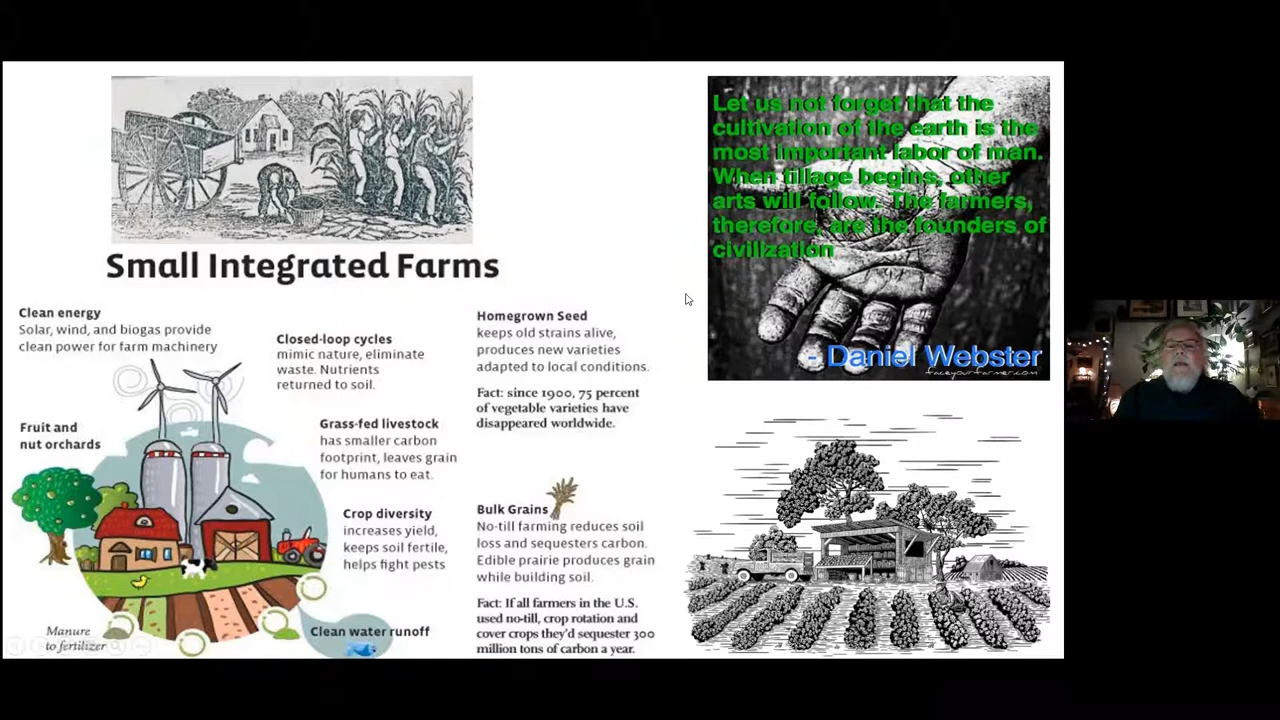 Small Integrated Farms
Clean energy
Solar, wind, and biogas provide
clean power for farm machinery
Closed-loop cycles
mimic nature, eliminate
waste. Nutrients
returned to soil.
Homegrown Seed
keeps old strains alive,
produces new varieties
adapted to local conditions.
Fact: since 1900, 75 percent
of vegetable varieties have
disappeared worldwide.
Fruit and
nut orchards
Grass-fed livestock
has smaller carbon
footprint, leaves grain
for humans to eat.
Crop diversity
increases yield,
keeps soil fertile,
helps fight pests
Bulk Grains
No-till farming reduces soil
loss and sequesters carbon.
Edible prairie produces grain
while building soil.
Fact: If all farmers in the U.S.
used no-till, crop rotation and
cover crops they'd sequester 300
million tons of carbon a year.
Manure
to fertilizer
Clean water runoff
Let us not forget that the
cultivation of the earth is the
most important labor of man.
When tillage begins, other
arts will follow. The farmers,
therefore, are the founders of
civilization
- Daniel Webster
faceyourfarmer.com